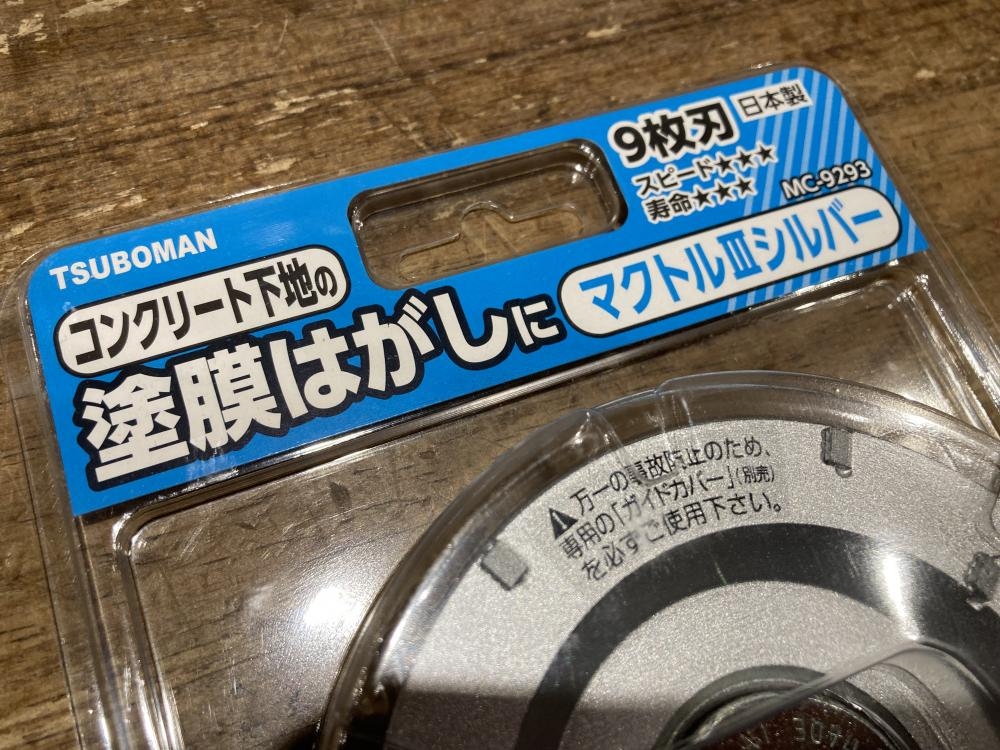 TSUBOMAN
9枚刃 日本製
スピード★★★
寿命★★★
MC-9293
コンクリート下地の
塗膜はがしに
マクトルⅢシルバー
⚠万一の事故防止のため、
専用の「ガイドカバー」(別売)
を必ずご使用下さい。
MADE